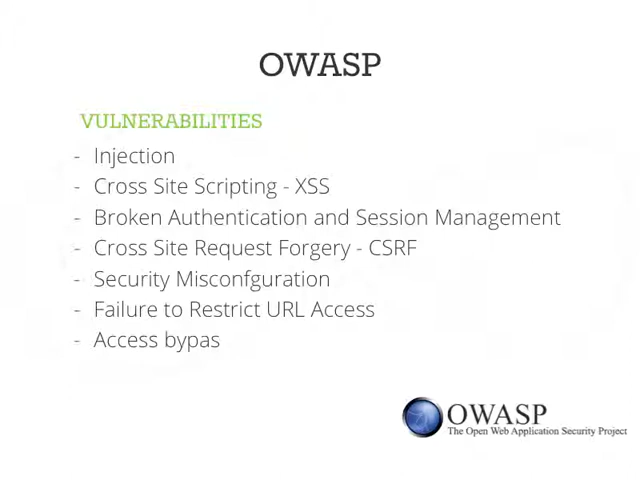 OWASP
VULNERABILITIES
- Injection
- Cross Site Scripting - XSS
- Broken Authentication and Session Management
- Cross Site Request Forgery - CSRF
- Security Misconfguration
- Failure to Restrict URL Access
- Access bypas
OWASP
The Open Web Application Security Project